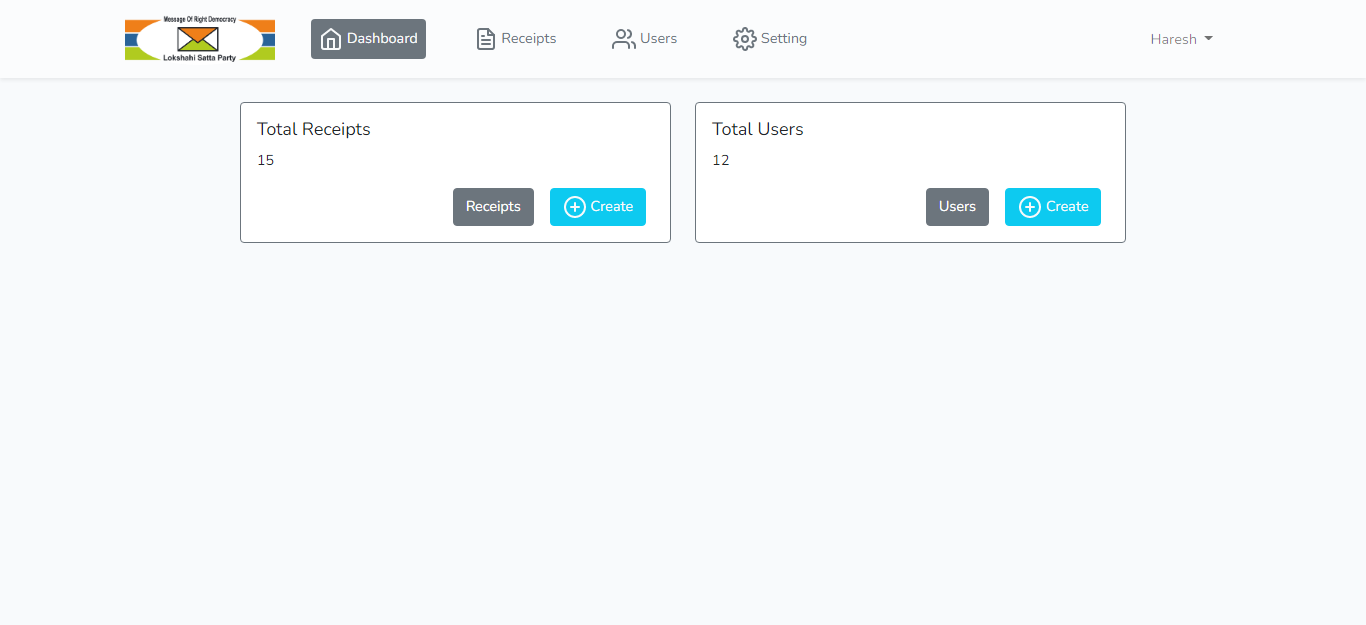 Message Of Right Democracy
Lokshahi Satta Party
Dashboard
Receipts
Users
Setting
Haresh
Total Receipts
15
Receipts
Create
Total Users
12
Users
Create